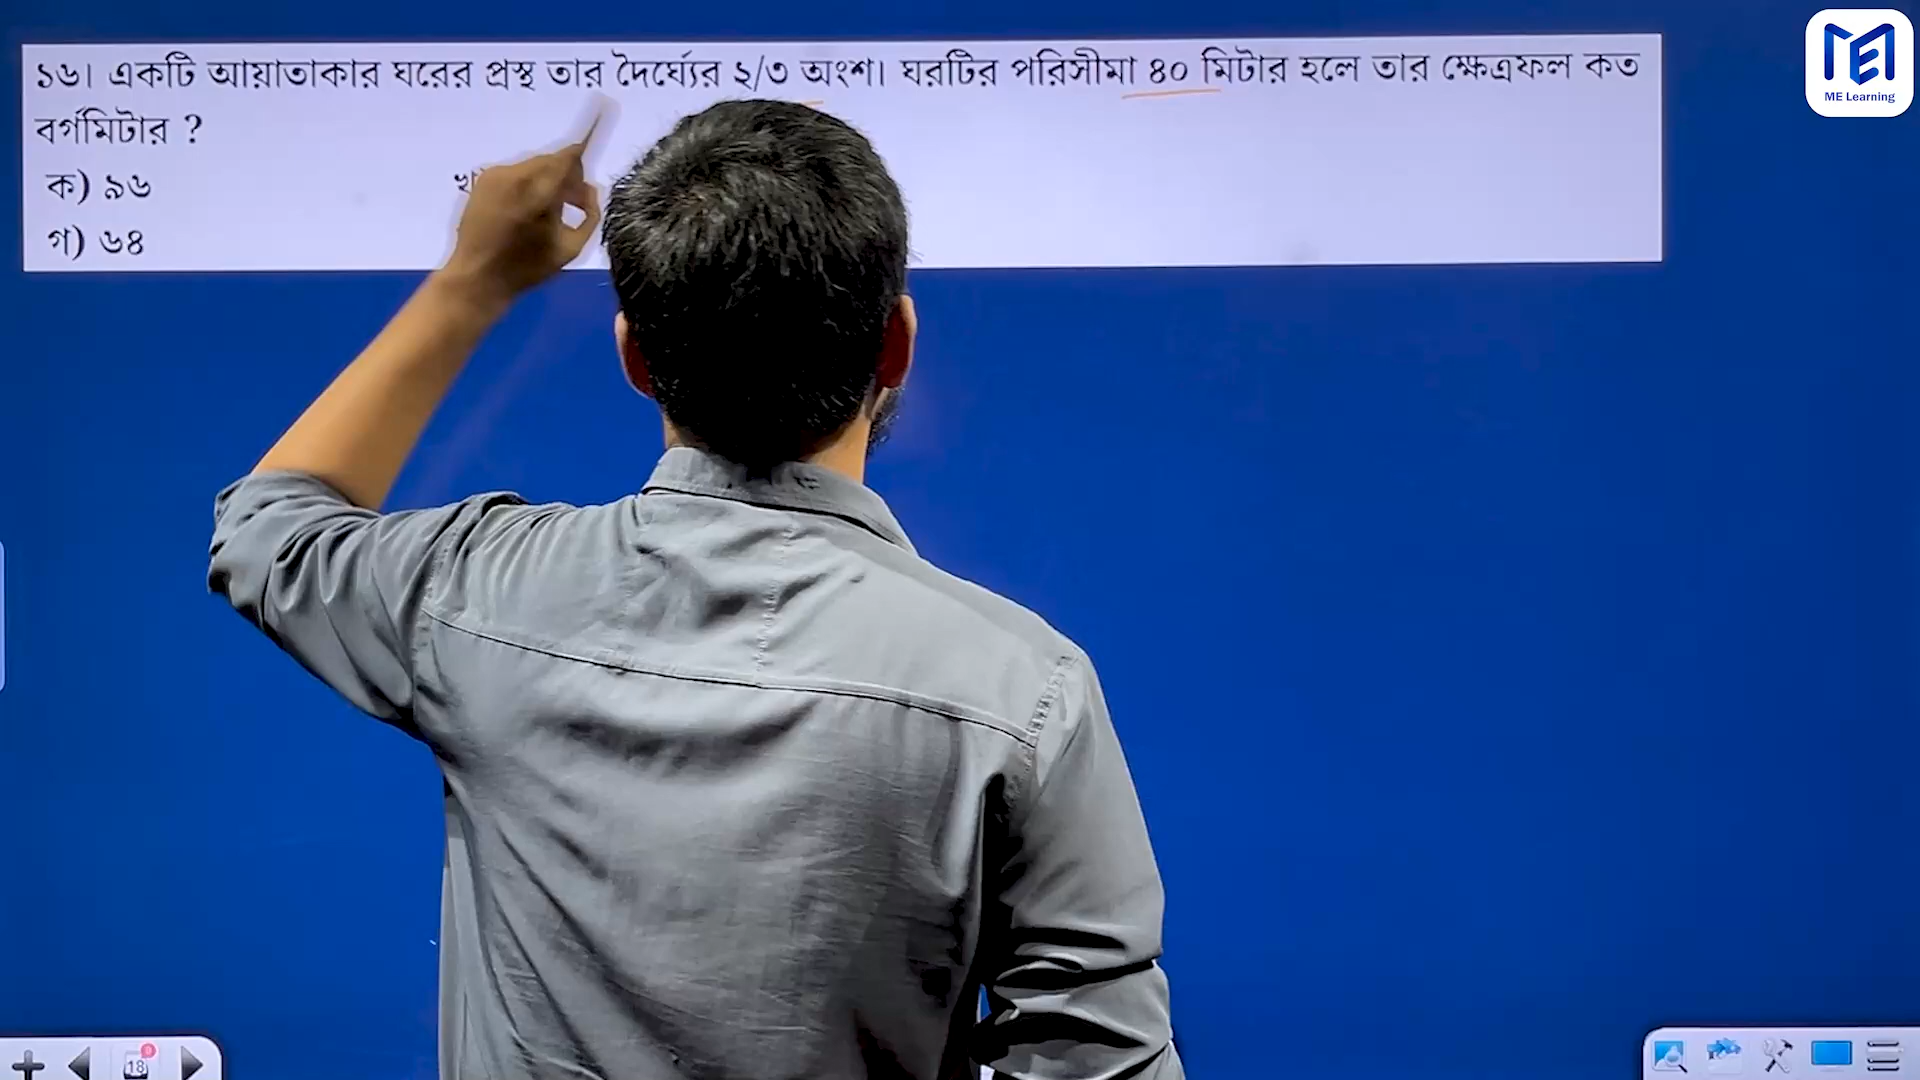 ১৬। একটি আয়াতাকার ঘরের প্রস্থ তার দৈর্ঘ্যের ২/৩ অংশ। ঘরটির পরিসীমা ৪০ মিটার হলে তার ক্ষেত্রফল কত
বর্গমিটার ?
ক) ৯৬
গ) ৬৪
ME Learning
18